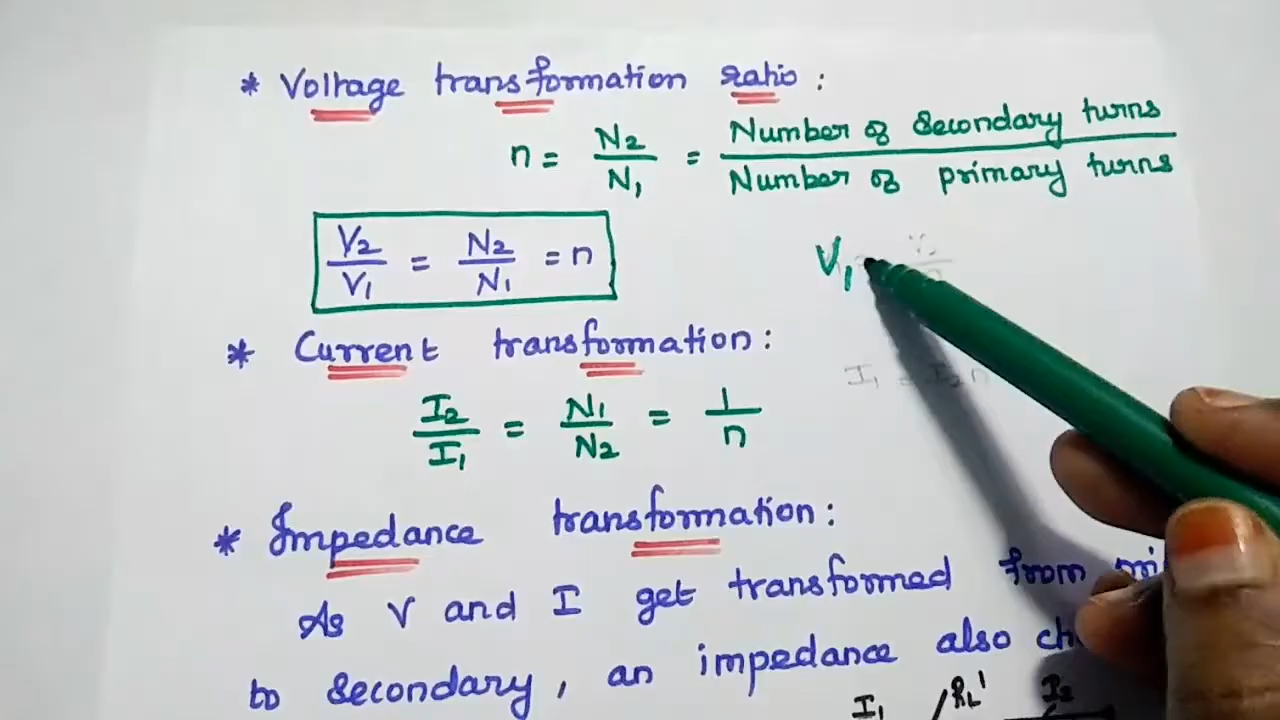 * Voltage transformation ratio :
n = N2/N1 = Number of Secondary turns / Number of primary turns
V2/V1 = N2/N1 = n
V1
* Current transformation :
I1 = I2 n
I2/I1 = N1/N2 = 1/n
* Impedance transformation :
As V and I get transformed from
to secondary, an impedance also
I1 RL' I2